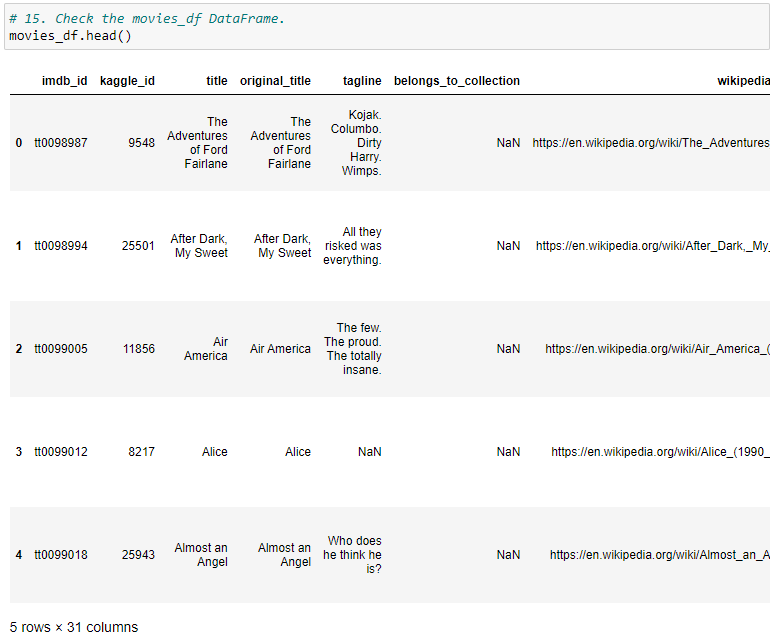 # 15. Check the movies_df DataFrame.
movies_df.head()
imdb_id kaggle_id title original_title tagline belongs_to_collection wikipedia
0 tt0098987 9548 The Adventures of Ford Fairlane The Adventures of Ford Fairlane Kojak. Columbo. Dirty Harry. Wimps. NaN https://en.wikipedia.org/wiki/The_Adventures
1 tt0098994 25501 After Dark, My Sweet After Dark, My Sweet All they risked was everything. NaN https://en.wikipedia.org/wiki/After_Dark,_My_
2 tt0099005 11856 Air America Air America The few. The proud. The totally insane. NaN https://en.wikipedia.org/wiki/Air_America_(
3 tt0099012 8217 Alice Alice NaN NaN https://en.wikipedia.org/wiki/Alice_(1990_
4 tt0099018 25943 Almost an Angel Almost an Angel Who does he think he is? NaN https://en.wikipedia.org/wiki/Almost_an_A
5 rows × 31 columns